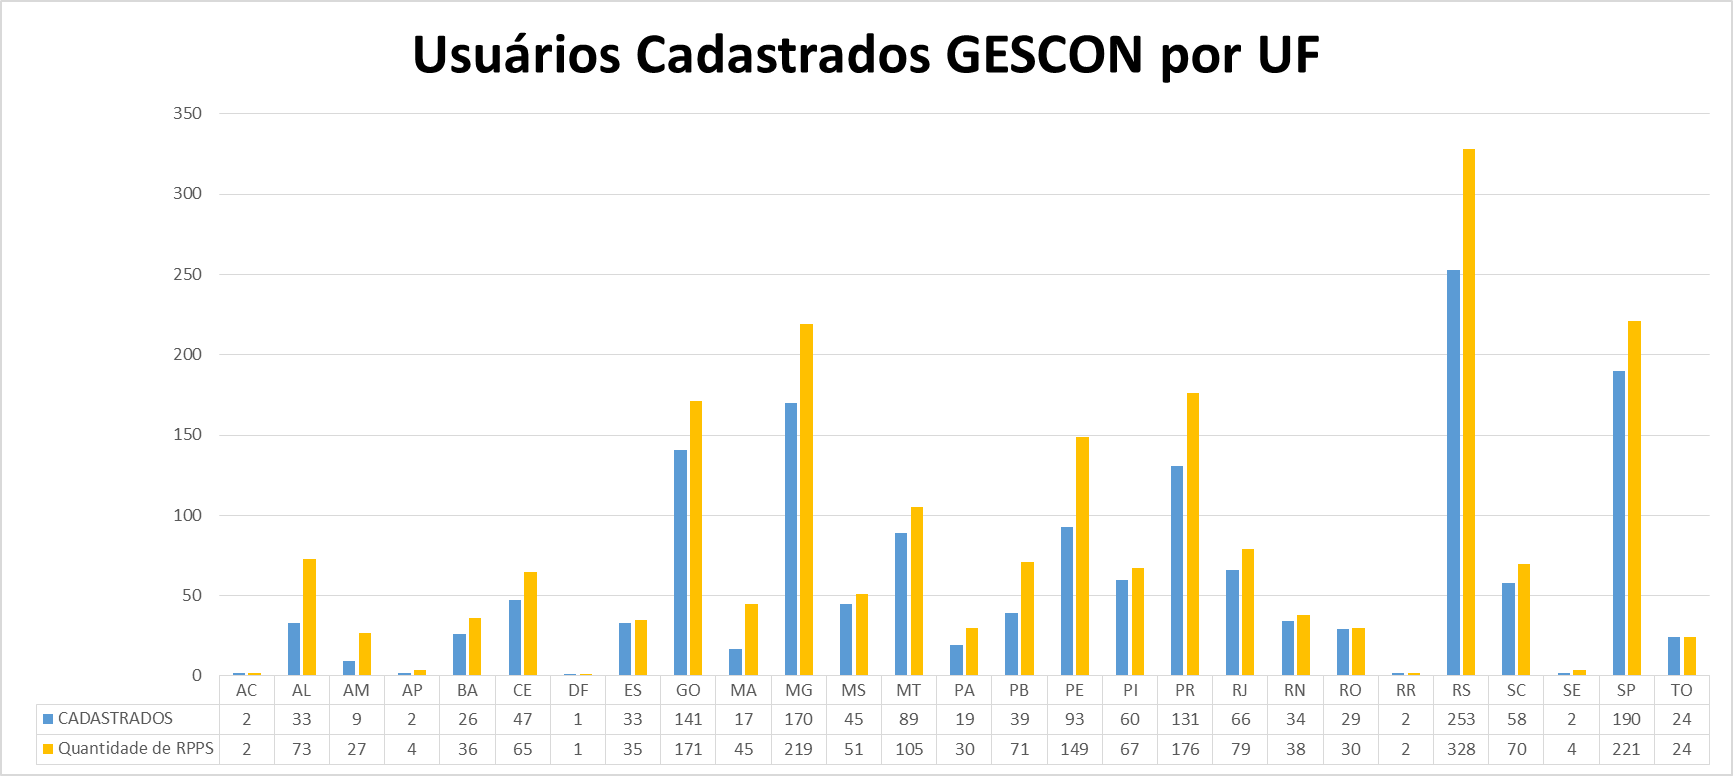 Usuários Cadastrados GESCON por UF
350
300
250
200
150
100
50
0
AC AL AM AP BA CE DF ES GO MA MG MS MT PA PB PE PI PR RJ RN RO RR RS SC SE SP TO
CADASTRADOS 2 33 9 2 26 47 1 33 141 17 170 45 89 19 39 93 60 131 66 34 29 2 253 58 2 190 24
Quantidade de RPPS 2 73 27 4 36 65 1 35 171 45 219 51 105 30 71 149 67 176 79 38 30 2 328 70 4 221 24